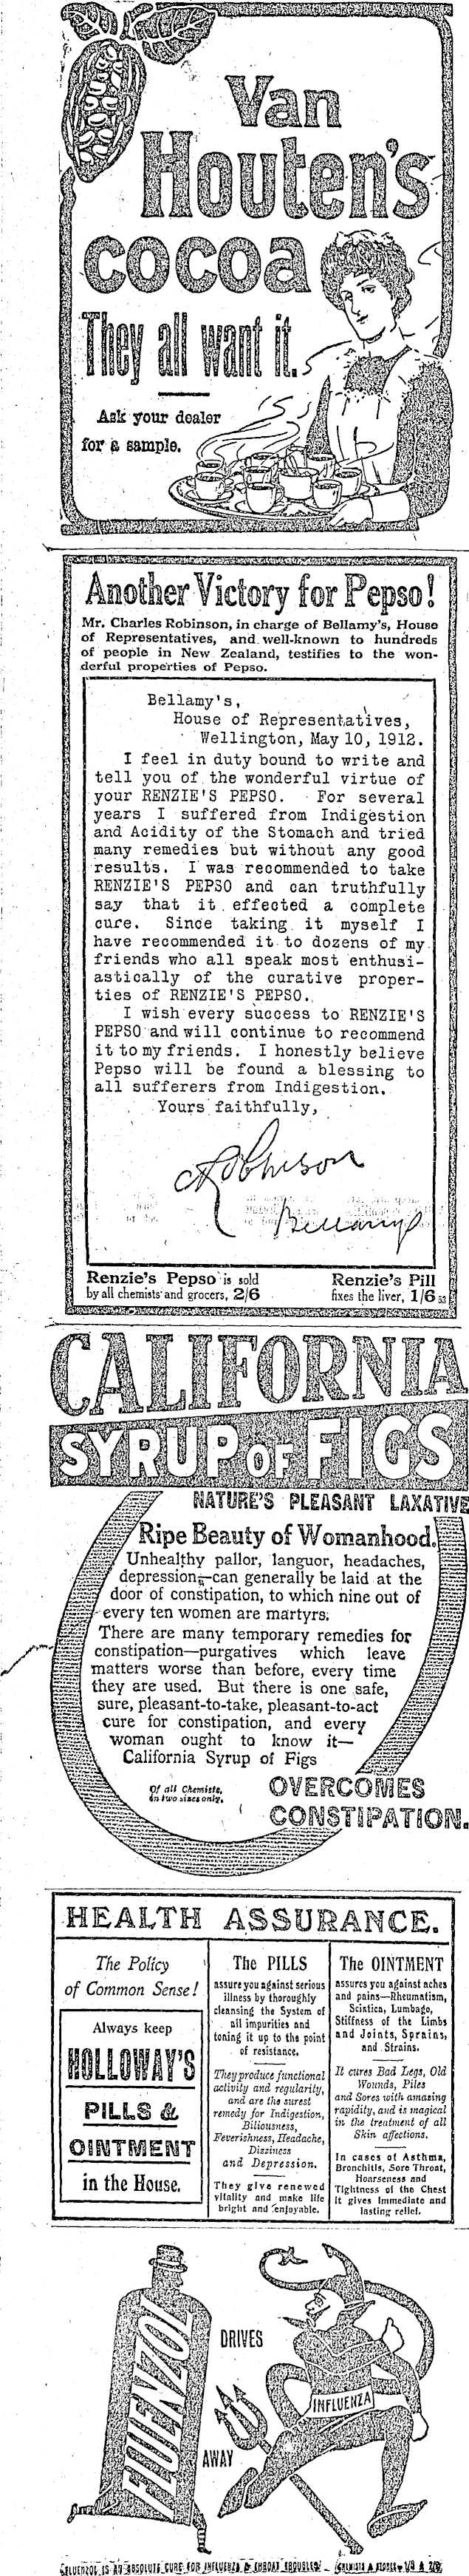 Van
Houten's
cocoa
They all want it.
Ask your dealer
for a sample.
Another Victory for Pepso!
Mr. Charles Robinson, in charge of Bellamy's, House
of Representatives, and well-known to hundreds
of people in New Zealand, testifies to the won-
derful properties of Pepso.
Bellamy's,
House of Representatives,
Wellington, May 10, 1912.
I feel in duty bound to write and
tell you of the wonderful virtue of
your RENZIE'S PEPSO. For several
years I suffered from Indigestion
and Acidity of the Stomach and tried
many remedies but without any good
results. I was recommended to take
RENZIE'S PEPSO and can truthfully
say that it effected a complete
cure. Since taking it myself I
have recommended it to dozens of my
friends who all speak most enthusi-
astically of the curative proper-
ties of RENZIE'S PEPSO.
I wish every success to RENZIE'S
PEPSO and will continue to recommend
it to my friends. I honestly believe
Pepso will be found a blessing to
all sufferers from Indigestion.
Yours faithfully,
C Robinson
Bellamys
Renzie's Pepso is sold
by all chemists and grocers, 2/6
Renzie's Pill
fixes the liver, 1/6 53
CALIFORNIA
SYRUP OF FIGS
NATURE'S PLEASANT LAXATIVE
Ripe Beauty of Womanhood.
Unhealthy pallor, languor, headaches,
depression,—can generally be laid at the
door of constipation, to which nine out of
every ten women are martyrs.
There are many temporary remedies for
constipation—purgatives which leave
matters worse than before, every time
they are used. But there is one safe,
sure, pleasant-to-take, pleasant-to-act
cure for constipation, and every
woman ought to know it—
California Syrup of Figs
Of all Chemists,
in two sizes only.
OVERCOMES
CONSTIPATION.
HEALTH ASSURANCE.
The Policy
of Common Sense!
Always keep
HOLLOWAY'S
PILLS &
OINTMENT
in the House.
The PILLS
assure you against serious
illness by thoroughly
cleansing the System of
all impurities and
toning it up to the point
of resistance.
They produce functional
activity and regularity,
and are the surest
remedy for Indigestion,
Biliousness,
Feverishness, Headache,
Dizziness
and Depression.
They give renewed
vitality and make life
bright and enjoyable.
The OINTMENT
assures you against aches
and pains—Rheumatism,
Sciatica, Lumbago,
Stiffness of the Limbs
and Joints, Sprains,
and Strains.
It cures Bad Legs, Old
Wounds, Piles
and Sores with amazing
rapidity, and is magical
in the treatment of all
Skin affections.
In cases of Asthma,
Bronchitis, Sore Throat,
Hoarseness and
Tightness of the Chest
it gives immediate and
lasting relief.
FLUENZOL
DRIVES
AWAY
INFLUENZA
FLUENZOL IS AN ABSOLUTE CURE FOR INFLUENZA & THROAT TROUBLES